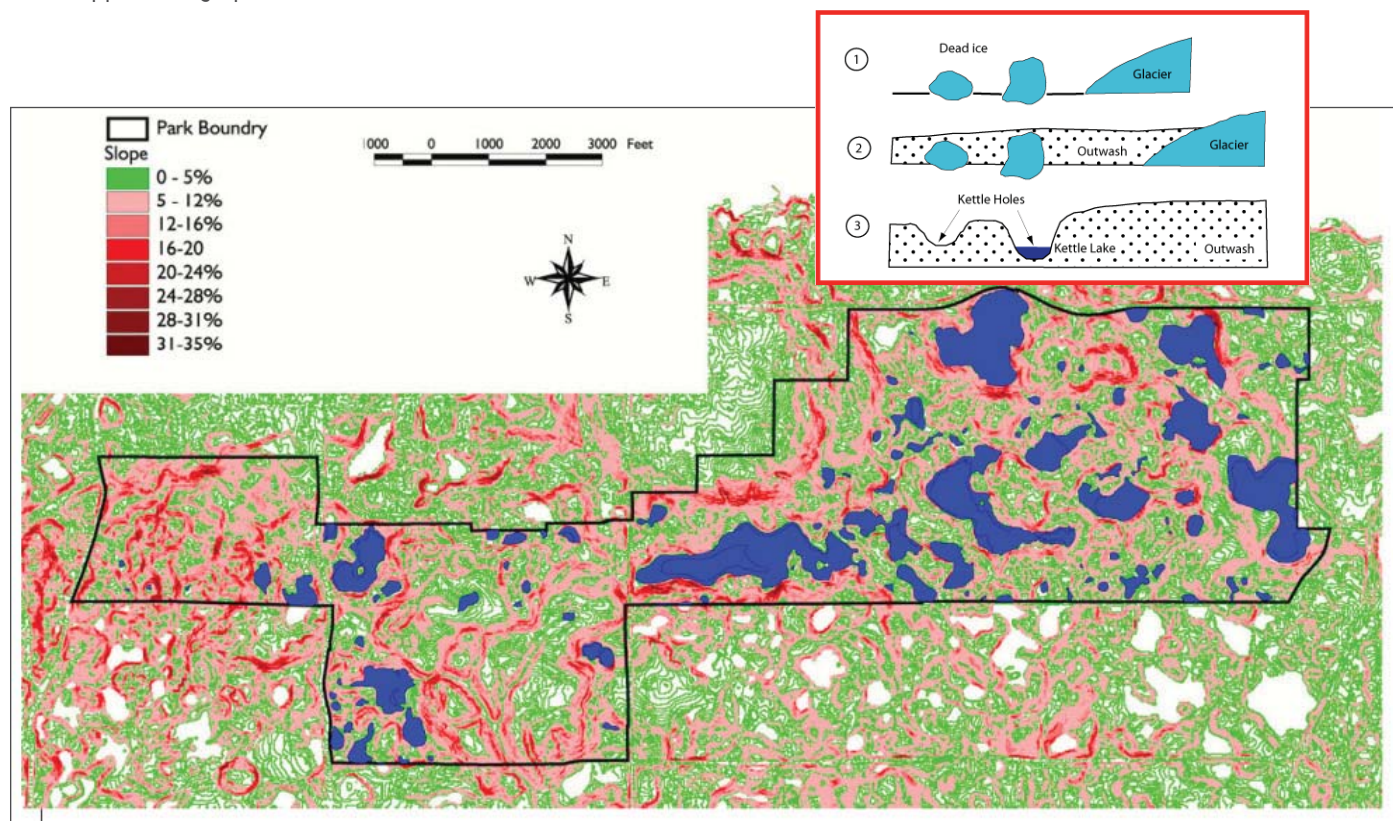 Dead ice
1
Glacier
2
Outwash
Glacier
Kettle Holes
3
Kettle Lake
Outwash
Park Boundry
Slope
0 - 5%
5 - 12%
12-16%
16-20
20-24%
24-28%
28-31%
31-35%
1000 0 1000 2000 3000 Feet
N
W E
S